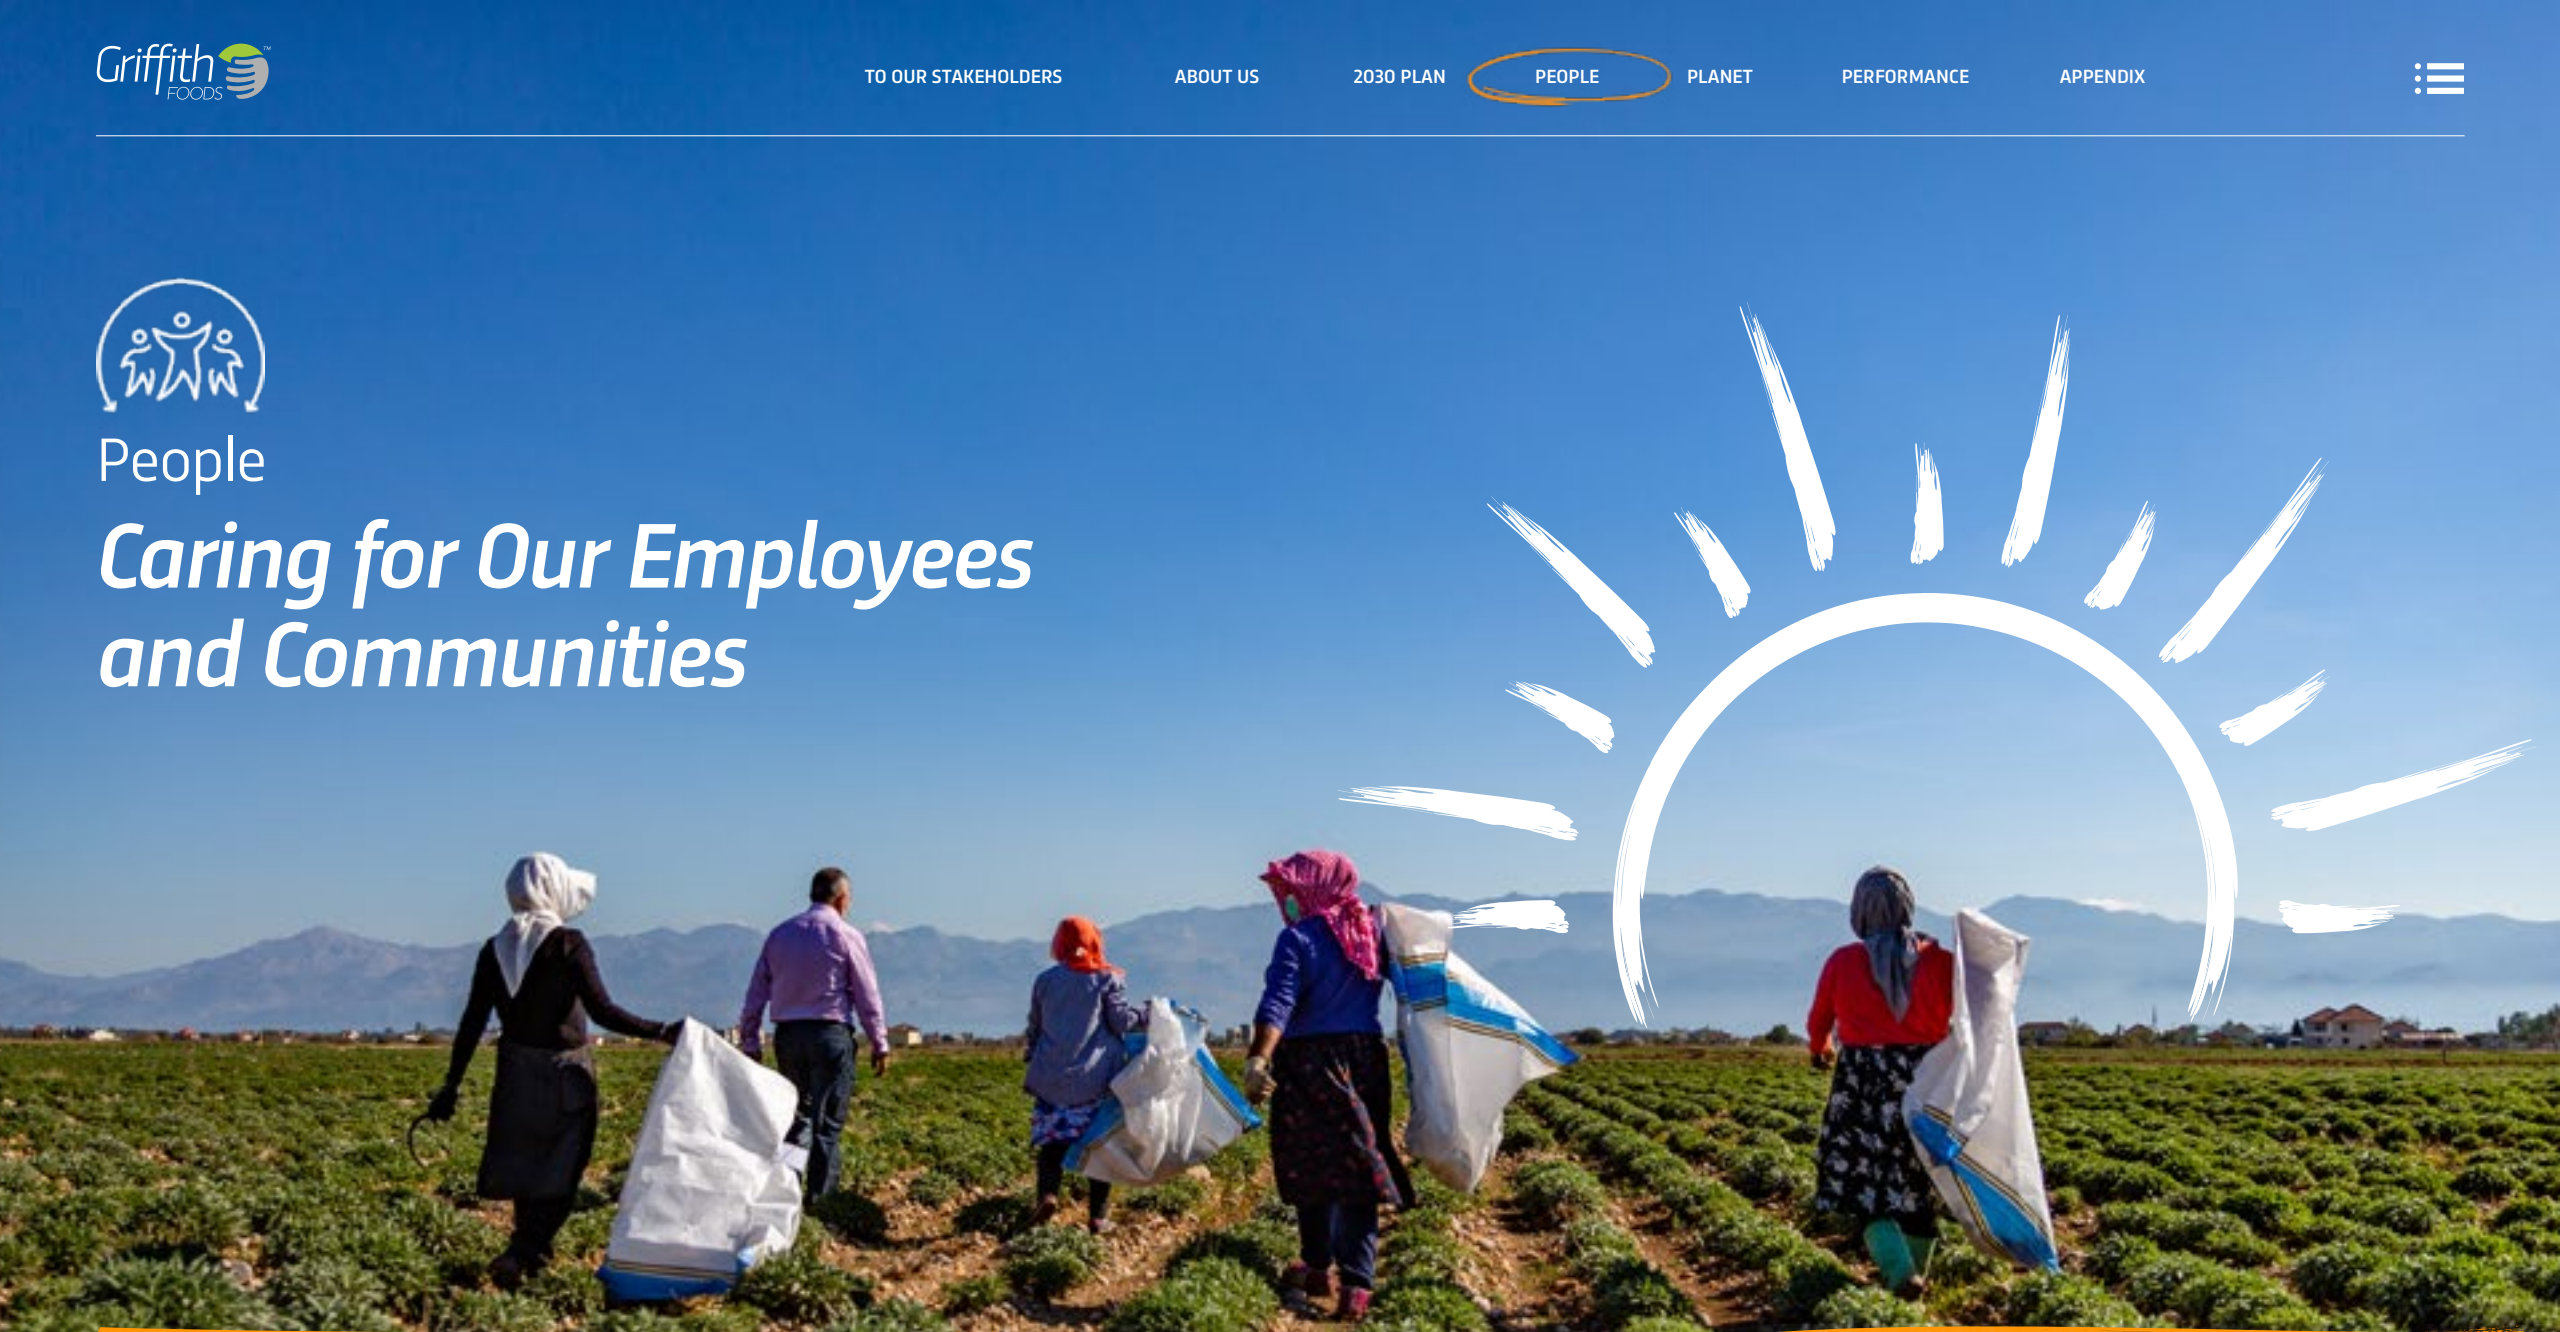 Griffith
FOODS
TM
TO OUR STAKEHOLDERS
ABOUT US
2030 PLAN
PEOPLE
PLANET
PERFORMANCE
APPENDIX
People
Caring for Our Employees
and Communities